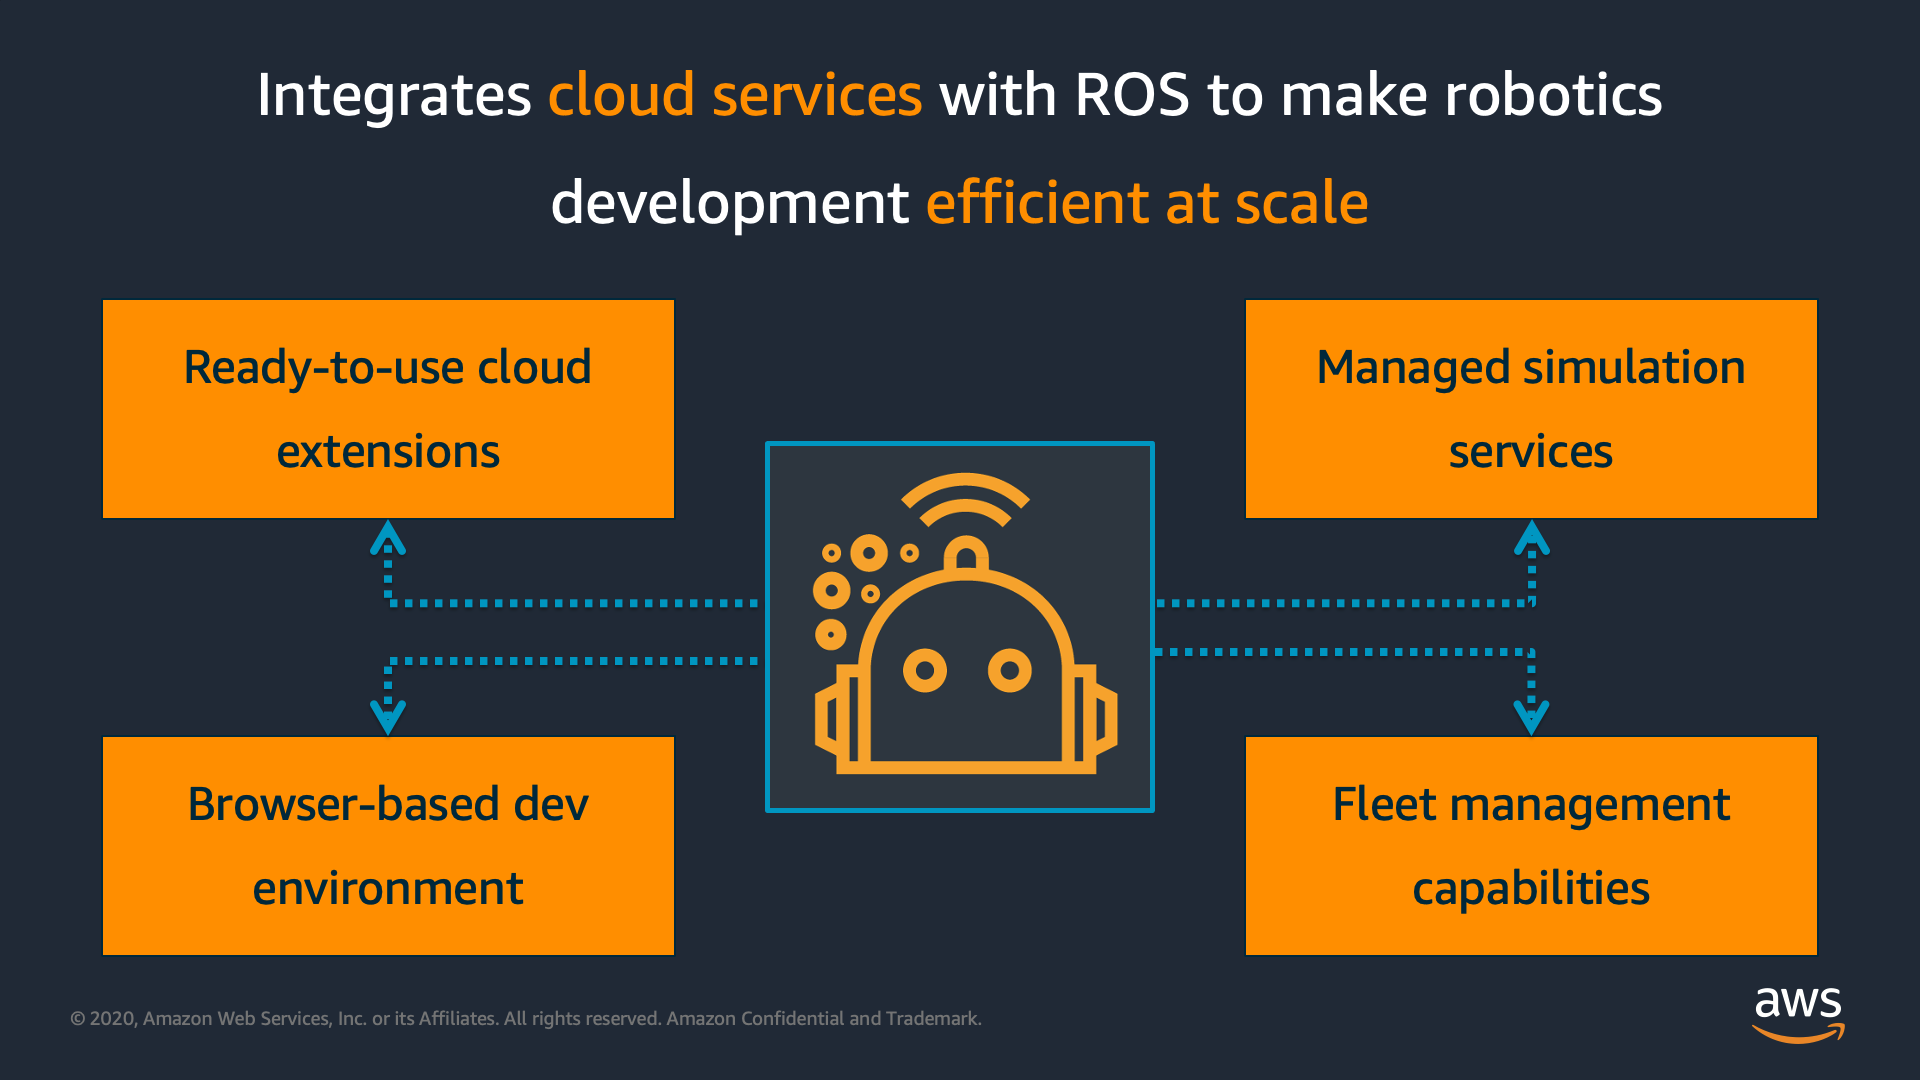 Integrates cloud services with ROS to make robotics
development efficient at scale
Ready-to-use cloud
extensions
Managed simulation
services
Browser-based dev
environment
Fleet management
capabilities
© 2020, Amazon Web Services, Inc. or its Affiliates. All rights reserved. Amazon Confidential and Trademark.
aws